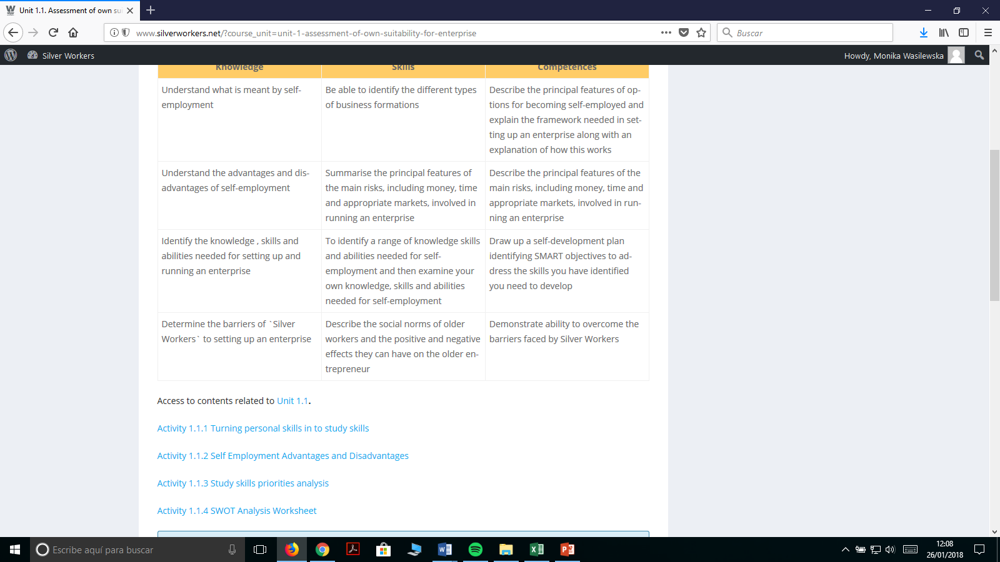 Unit 1.1. Assessment of own sui
www.silverworkers.net/?course_unit=unit-1-assessment-of-own-suitability-for-enterprise
Buscar
Silver Workers
Howdy, Monika Wasilewska
Knowledge
Skills
Competences
Understand what is meant by self-
employment
Be able to identify the different types
of business formations
Describe the principal features of op-
tions for becoming self-employed and
explain the framework needed in set-
ting up an enterprise along with an
explanation of how this works
Understand the advantages and dis-
advantages of self-employment
Summarise the principal features of
the main risks, including money, time
and appropriate markets, involved in
running an enterprise
Describe the principal features of the
main risks, including money, time and
appropriate markets, involved in run-
ning an enterprise
Identify the knowledge , skills and
abilities needed for setting up and
running an enterprise
To identify a range of knowledge skills
and abilities needed for self-
employment and then examine your
own knowledge, skills and abilities
needed for self-employment
Draw up a self-development plan
identifying SMART objectives to ad-
dress the skills you have identified
you need to develop
Determine the barriers of `Silver
Workers` to setting up an enterprise
Describe the social norms of older
workers and the positive and negative
effects they can have on the older en-
trepreneur
Demonstrate ability to overcome the
barriers faced by Silver Workers
Access to contents related to Unit 1.1.
Activity 1.1.1 Turning personal skills in to study skills
Activity 1.1.2 Self Employment Advantages and Disadvantages
Activity 1.1.3 Study skills priorities analysis
Activity 1.1.4 SWOT Analysis Worksheet
Escribe aquí para buscar
12:08
26/01/2018